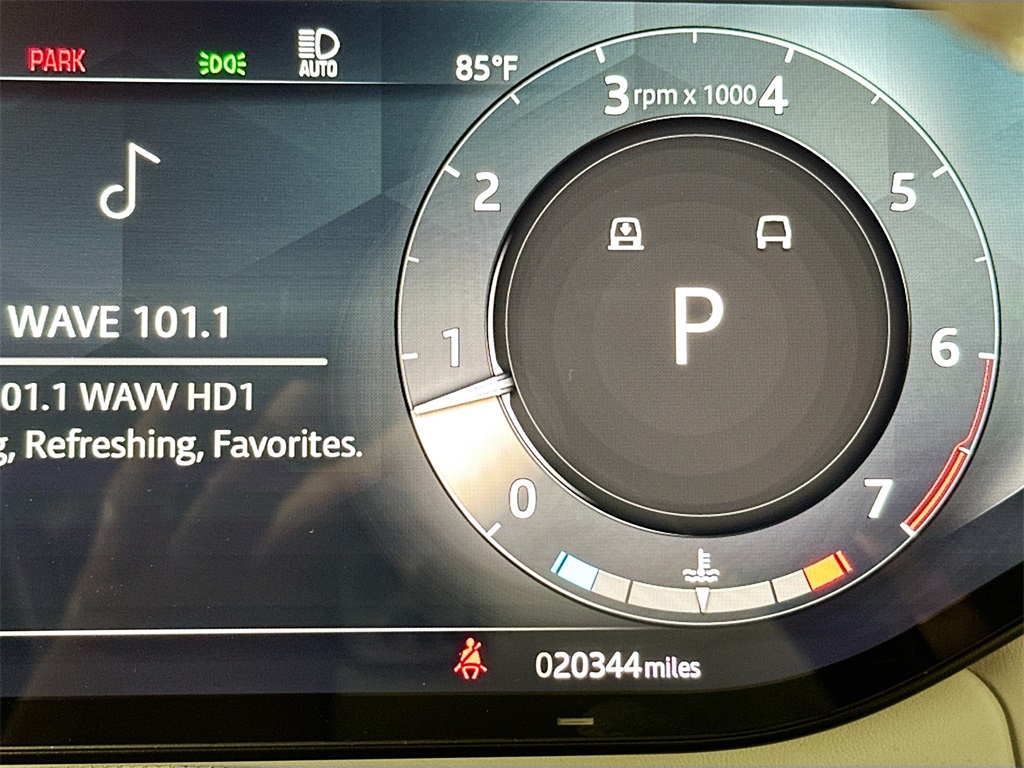 PARK
AUTO
85°F
3 rpm x 1000 4
2
5
P
WAVE 101.1
1
6
01.1 WAVV HD1
g, Refreshing, Favorites.
0
7
020344 miles